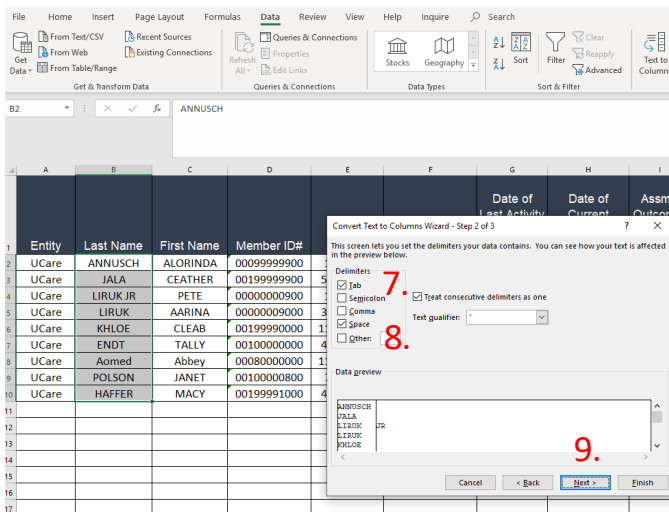 File Home Insert Page Layout Formulas Data Review View Help Inquire Search
Get Data
From Text/CSV
From Web
From Table/Range
Recent Sources
Existing Connections
Get & Transform Data
Refresh All
Queries & Connections
Properties
Edit Links
Queries & Connections
Stocks
Geography
Data Types
Sort
Filter
Clear
Reapply
Advanced
Sort & Filter
Text to
Column
B2 fx ANNUSCH
A B C D E F G H I
1 Entity Last Name First Name Member ID# Date of Last Activity Date of Current
2 UCare ANNUSCH ALORINDA 00099999900
3 UCare JALA CEATHER 00199999999 5
4 UCare LIRUK JR PETE 00000000900
5 UCare LIRUK AARINA 00000009000 3
6 UCare KHLOE CLEAB 00199990000 11
7 UCare ENDT TALLY 00100000000 4
8 UCare Aomed Abbey 00080000000 11
9 UCare POLSON JANET 00100000800
10 UCare HAFFER MACY 00199991000 4
11
12
13
14
15
16
17
Convert Text to Columns Wizard - Step 2 of 3 ? ×
This screen lets you set the delimiters your data contains. You can see how your text is affected
in the preview below.
Delimiters
Tab
Semicolon
Comma
Space
Other:
7.
8.
Treat consecutive delimiters as one
Text qualifier: "
Data preview
ANNUSCH
JALA
LIRUK JR
LIRUK
KHLOE
9.
Cancel < Back Next > Finish